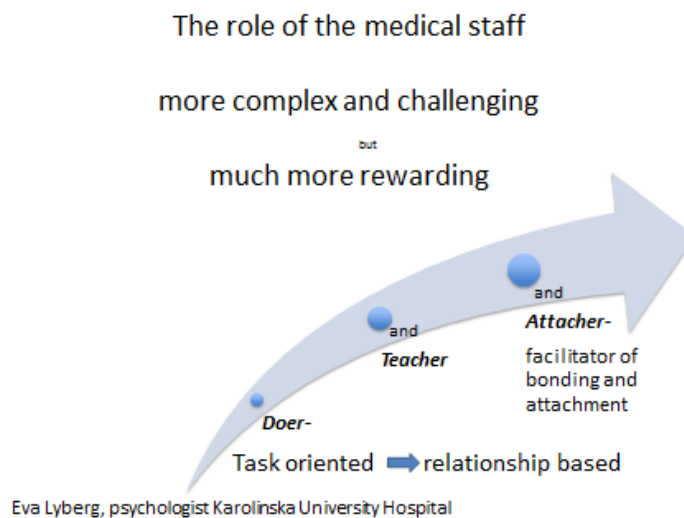 The role of the medical staff
more complex and challenging
but
much more rewarding
Doer-
and
Teacher
and
Attacher-
facilitator of
bonding and
attachment
Task oriented
relationship based
Eva Lyberg, psychologist Karolinska University Hospital